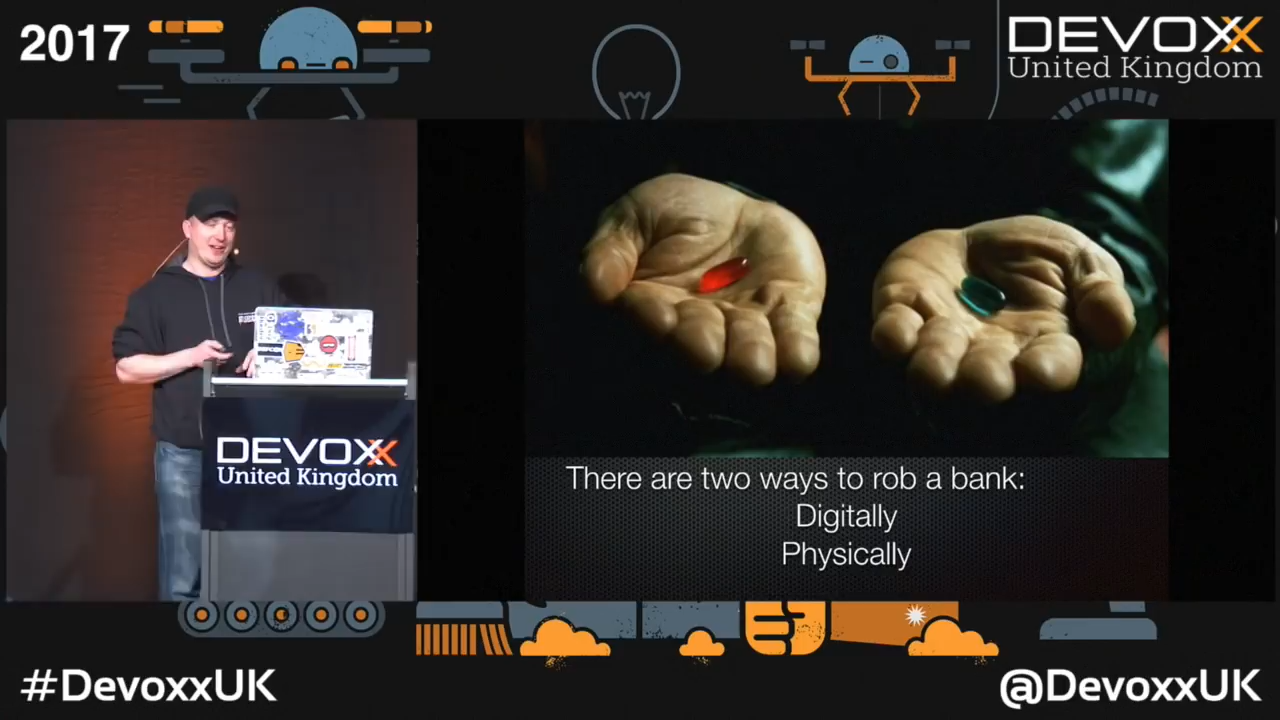 2017
DEVOXX
United Kingdom
There are two ways to rob a bank:
Digitally
Physically
DEVOXX
United Kingdom
#DevoxxUK
@DevoxxUK